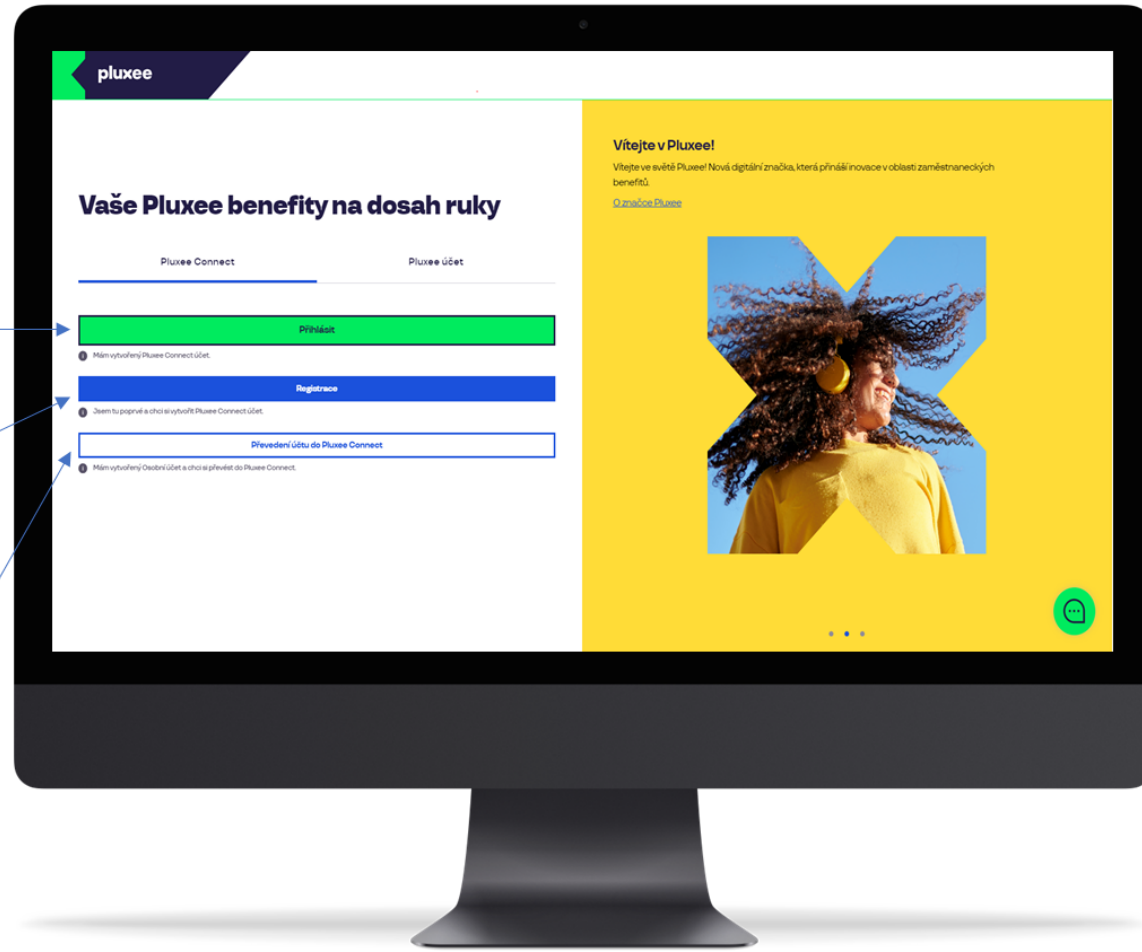 pluxee
Vaše Pluxee benefity na dosah ruky
Pluxee Connect
Pluxee účet
Přihlásit
Mám vytvořený Pluxee Connect účet.
Registrace
Jsem tu poprvé a chci si vytvořit Pluxee Connect účet.
Převedení účtu do Pluxee Connect
Mám vytvořený Osobní účet a chci si převést do Pluxee Connect.
Vítejte v Pluxee!
Vítejte ve světě Pluxee! Nová digitální značka, která přináší inovace v oblasti zaměstnaneckých
benefitů.
O značce Pluxee